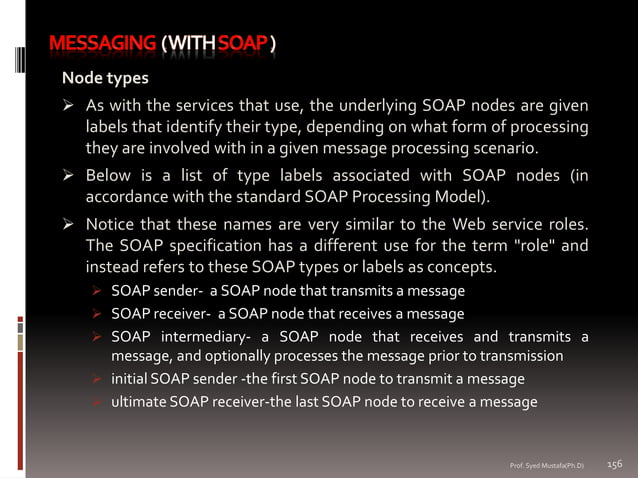 MESSAGING (WITH SOAP)
Node types
➢ As with the services that use, the underlying SOAP nodes are given
labels that identify their type, depending on what form of processing
they are involved with in a given message processing scenario.
➢ Below is a list of type labels associated with SOAP nodes (in
accordance with the standard SOAP Processing Model).
➢ Notice that these names are very similar to the Web service roles.
The SOAP specification has a different use for the term "role" and
instead refers to these SOAP types or labels as concepts.
➢ SOAP sender- a SOAP node that transmits a message
➢ SOAP receiver- a SOAP node that receives a message
➢ SOAP intermediary- a SOAP node that receives and transmits a
message, and optionally processes the message prior to transmission
➢ initial SOAP sender -the first SOAP node to transmit a message
➢ ultimate SOAP receiver-the last SOAP node to receive a message
Prof. Syed Mustafa(Ph.D) 156